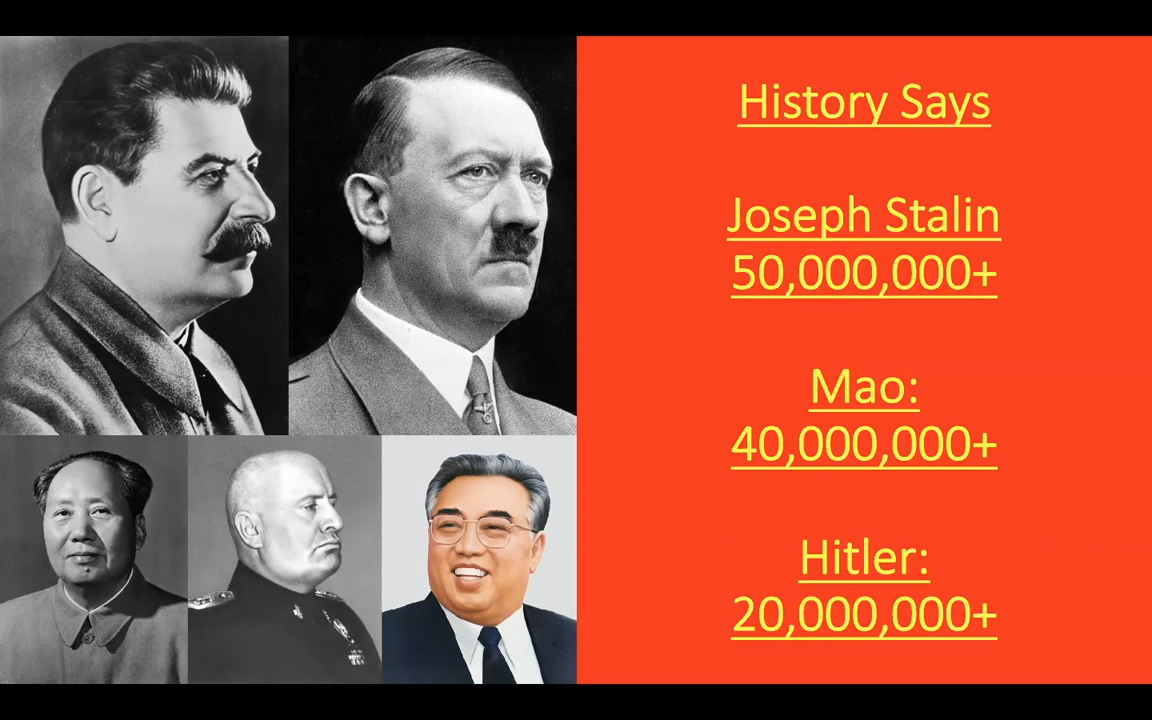 History Says
Joseph Stalin
50,000,000+
Mao:
40,000,000+
Hitler:
20,000,000+